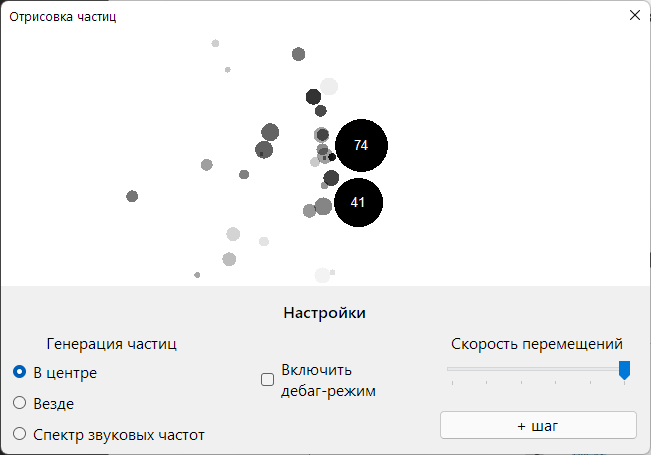 Отрисовка частиц
74
41
Настройки
Генерация частиц
В центре
Везде
Спектр звуковых частот
Включить
дебаг-режим
Скорость перемещений
+ шаг